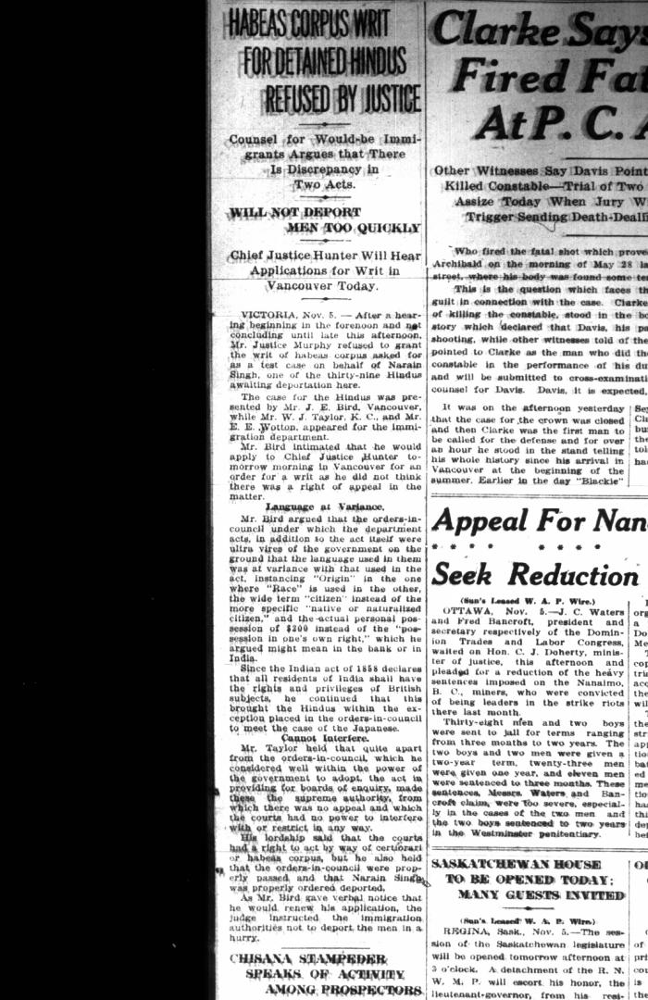 HABEAS CORPUS WRIT
FOR DETAINED HINDUS
REFUSED BY JUSTICE
Counsel for Would-be Immi-
grants Argues that There
Is Discrepancy in
Two Acts.
WILL NOT DEPORT
MEN TOO QUICKLY
Chief Justice Hunter Will Hear
Applications for Writ in
Vancouver Today.
VICTORIA, Nov. 5. — After a hear-
ing beginning in the forenoon and not
concluding until late this afternoon,
Mr. Justice Murphy refused to grant
the writ of habeas corpus asked for
as a test case on behalf of Narain
Singh, one of the thirty-nine Hindus
awaiting deportation here.
The case for the Hindus was pre-
sented by Mr. J. E. Bird, Vancouver,
while Mr. W. J. Taylor, K. C., and Mr.
E. E. Wotton, appeared for the immi-
gration department.
Mr. Bird intimated that he would
apply to Chief Justice Hunter to-
morrow morning in Vancouver for an
order for a writ as he did not think
there was a right of appeal in the
matter.
Language at Variance.
Mr. Bird argued that the orders-in-
council under which the department
acts, in addition to the act itself were
ultra vires of the government on the
ground that the language used in them
was at variance with that used in the
act, instancing "Origin" in the one
where "Race" is used in the other,
the wide term "citizen" instead of the
more specific "native or naturalized
citizen," and the actual personal pos-
session of $200 instead of the "pos-
session in one's own right," which he
argued might mean in the bank or in
India.
Since the Indian act of 1858 declares
that all residents of India shall have
the rights and privileges of British
subjects, he continued that this
brought the Hindus within the ex-
ception placed in the orders-in-council
to meet the case of the Japanese.
Cannot Interfere.
Mr. Taylor held that quite apart
from the orders-in-council, which he
considered well within the power of
the government to adopt, the act in
providing for boards of enquiry, made
these the supreme authority, from
which there was no appeal and which
the courts had no power to interfere
with or restrict in any way.
His lordship said that the courts
had a right to act by way of certiorari
or habeas corpus, but he also held
that the orders-in-council were prop-
erly passed and that Narain Singh
was properly ordered deported.
As Mr. Bird gave verbal notice that
he would renew his application, the
judge instructed the immigration
authorities not to deport the men in a
hurry.
CHISANA STAMPEDER
SPEAKS OF ACTIVITY
AMONG PROSPECTORS
Clarke Says
Fired Fat
At P. C. A
Other Witnesses Say Davis Point
Killed Constable—Trial of Two
Assize Today When Jury W
Trigger Sending Death-Dealin
Who fired the fatal shot which prove
Archibald on the morning of May 28 la
street, where his body was found some te
This is the question which faces th
guilt in connection with the case. Clarke
of killing the constable, stood in the bo
story which declared that Davis, his pa
shooting, while other witnesses told of the
pointed to Clarke as the man who did th
constable in the performance of his du
and will be submitted to cross-examinati
counsel for Davis. Davis, it is expected,
It was on the afternoon yesterday
that the case for the crown was closed
and then Clarke was the first man to
be called for the defense and for over
an hour he stood in the stand telling
his whole history since his arrival in
Vancouver at the beginning of the
summer. Earlier in the day "Blackie"
Appeal For Nan
* * * * * * * *
Seek Reduction
(Sun's Leased W. A. P. Wire.)
OTTAWA, Nov. 5.—J. C. Waters
and Fred Bancroft, president and
secretary respectively of the Domin-
ion Trades and Labor Congress,
waited on Hon. C. J. Doherty, minis-
ter of justice, this afternoon and
pleaded for a reduction of the heavy
sentences imposed on the Nanaimo,
B. C., miners, who were convicted
of being leaders in the strike riots
there last month.
Thirty-eight men and two boys
were sent to jail for terms ranging
from three months to two years. The
two boys and two men were given a
two-year term, twenty-three men
were given one year, and eleven men
were sentenced to three months. These
sentences, Messrs. Waters and Ban-
croft claim, were too severe, especial-
ly in the cases of the two men and
the two boys sentenced to two years
in the Westminster penitentiary.
SASKATCHEWAN HOUSE
TO BE OPENED TODAY;
MANY GUESTS INVITED
(Sun's Leased W. A. P. Wire)
REGINA, Sask., Nov. 5.—The ses-
sion of the Saskatchewan legislature
will be opened tomorrow afternoon at
3 o'clock. A detachment of the R. N.
W. M. P. will escort his honor, the
lieutenant-governor, from his resi-